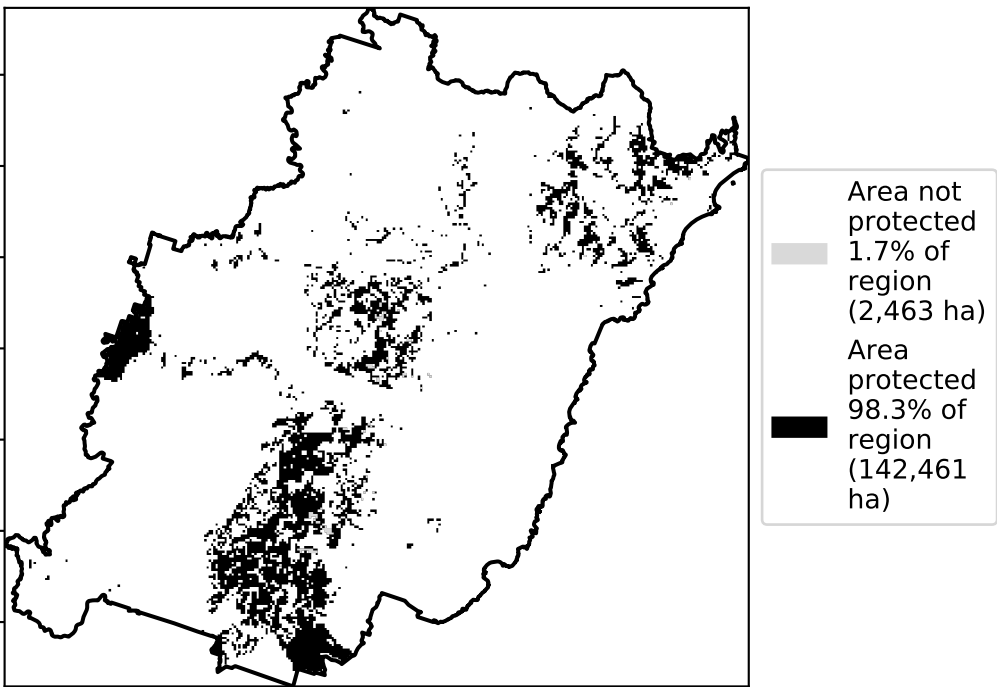 Area not
protected
1.7% of
region
(2,463 ha)
Area
protected
98.3% of
region
(142,461
ha)